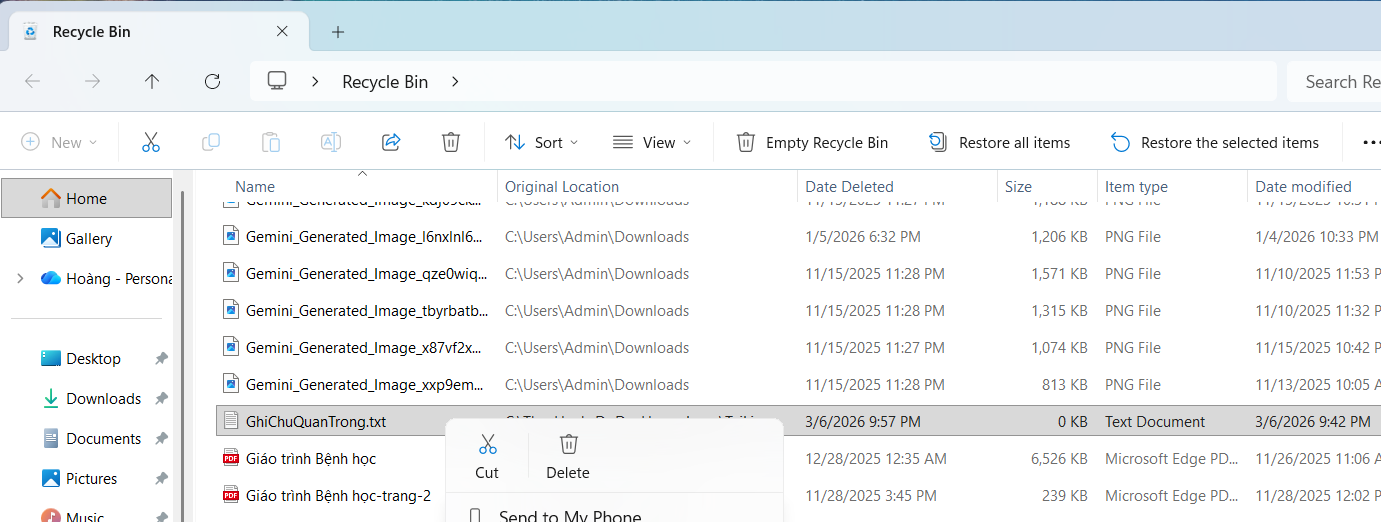 Recycle Bin
Recycle Bin
Search Re
New
Sort
View
Empty Recycle Bin
Restore all items
Restore the selected items
Name Original Location Date Deleted Size Item type Date modified
Home
Gallery
Hoàng - Persona
Desktop
Downloads
Documents
Pictures
Music
C:\Users\Admin\Downloads
Gemini_Generated_Image_l6nxlnl6... C:\Users\Admin\Downloads 1/5/2026 6:32 PM 1,206 KB PNG File 1/4/2026 10:33 PM
Gemini_Generated_Image_qze0wiq... C:\Users\Admin\Downloads 11/15/2025 11:28 PM 1,571 KB PNG File 11/10/2025 11:53 P
Gemini_Generated_Image_tbyrbatb... C:\Users\Admin\Downloads 11/15/2025 11:28 PM 1,315 KB PNG File 11/10/2025 11:32 P
Gemini_Generated_Image_x87vf2x... C:\Users\Admin\Downloads 11/15/2025 11:27 PM 1,074 KB PNG File 11/15/2025 10:42 P
Gemini_Generated_Image_xxp9em... C:\Users\Admin\Downloads 11/15/2025 11:28 PM 813 KB PNG File 11/13/2025 10:05 A
GhiChuQuanTrong.txt 3/6/2026 9:57 PM 0 KB Text Document 3/6/2026 9:42 PM
Giáo trình Bệnh học 12/28/2025 12:35 AM 6,526 KB Microsoft Edge PD... 11/26/2025 11:06 A
Giáo trình Bệnh học-trang-2 11/28/2025 3:45 PM 239 KB Microsoft Edge PD... 11/28/2025 12:02 P
Cut
Delete
Send to My Phone